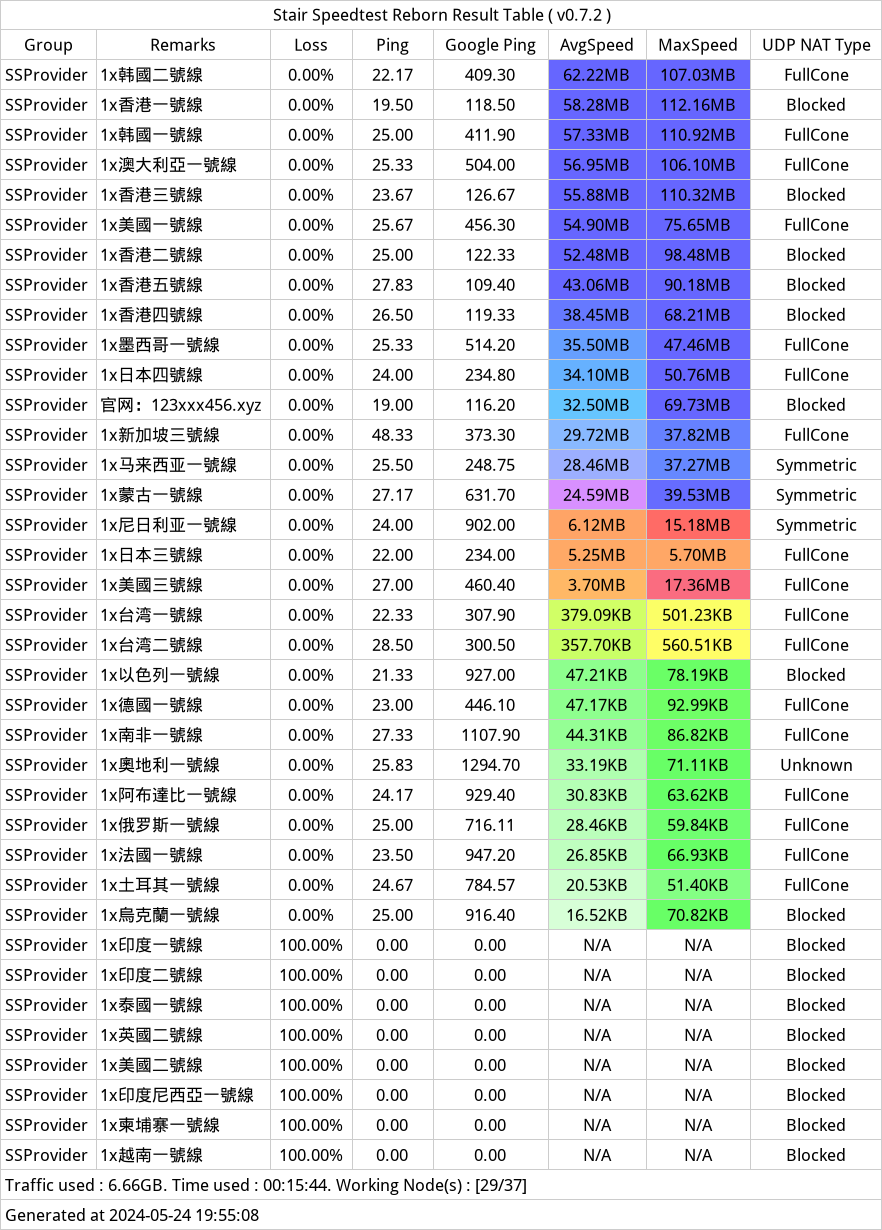 Stair Speedtest Reborn Result Table ( v0.7.2 )
Group Remarks Loss Ping Google Ping AvgSpeed MaxSpeed UDP NAT Type
SSProvider 1x韩國二號線 0.00% 22.17 409.30 62.22MB 107.03MB FullCone
SSProvider 1x香港一號線 0.00% 19.50 118.50 58.28MB 112.16MB Blocked
SSProvider 1x韩國一號線 0.00% 25.00 411.90 57.33MB 110.92MB FullCone
SSProvider 1x澳大利亞一號線 0.00% 25.33 504.00 56.95MB 106.10MB FullCone
SSProvider 1x香港三號線 0.00% 23.67 126.67 55.88MB 110.32MB Blocked
SSProvider 1x美國一號線 0.00% 25.67 456.30 54.90MB 75.65MB FullCone
SSProvider 1x香港二號線 0.00% 25.00 122.33 52.48MB 98.48MB Blocked
SSProvider 1x香港五號線 0.00% 27.83 109.40 43.06MB 90.18MB Blocked
SSProvider 1x香港四號線 0.00% 26.50 119.33 38.45MB 68.21MB Blocked
SSProvider 1x墨西哥一號線 0.00% 25.33 514.20 35.50MB 47.46MB FullCone
SSProvider 1x日本四號線 0.00% 24.00 234.80 34.10MB 50.76MB FullCone
SSProvider 官网：123xxx456.xyz 0.00% 19.00 116.20 32.50MB 69.73MB Blocked
SSProvider 1x新加坡三號線 0.00% 48.33 373.30 29.72MB 37.82MB FullCone
SSProvider 1x马来西亚一號線 0.00% 25.50 248.75 28.46MB 37.27MB Symmetric
SSProvider 1x蒙古一號線 0.00% 27.17 631.70 24.59MB 39.53MB Symmetric
SSProvider 1x尼日利亚一號線 0.00% 24.00 902.00 6.12MB 15.18MB Symmetric
SSProvider 1x日本三號線 0.00% 22.00 234.00 5.25MB 5.70MB FullCone
SSProvider 1x美國三號線 0.00% 27.00 460.40 3.70MB 17.36MB FullCone
SSProvider 1x台湾一號線 0.00% 22.33 307.90 379.09KB 501.23KB FullCone
SSProvider 1x台湾二號線 0.00% 28.50 300.50 357.70KB 560.51KB FullCone
SSProvider 1x以色列一號線 0.00% 21.33 927.00 47.21KB 78.19KB Blocked
SSProvider 1x德國一號線 0.00% 23.00 446.10 47.17KB 92.99KB FullCone
SSProvider 1x南非一號線 0.00% 27.33 1107.90 44.31KB 86.82KB FullCone
SSProvider 1x奧地利一號線 0.00% 25.83 1294.70 33.19KB 71.11KB Unknown
SSProvider 1x阿布達比一號線 0.00% 24.17 929.40 30.83KB 63.62KB FullCone
SSProvider 1x俄罗斯一號線 0.00% 25.00 716.11 28.46KB 59.84KB FullCone
SSProvider 1x法國一號線 0.00% 23.50 947.20 26.85KB 66.93KB FullCone
SSProvider 1x土耳其一號線 0.00% 24.67 784.57 20.53KB 51.40KB FullCone
SSProvider 1x烏克蘭一號線 0.00% 25.00 916.40 16.52KB 70.82KB Blocked
SSProvider 1x印度一號線 100.00% 0.00 0.00 N/A N/A Blocked
SSProvider 1x印度二號線 100.00% 0.00 0.00 N/A N/A Blocked
SSProvider 1x泰國一號線 100.00% 0.00 0.00 N/A N/A Blocked
SSProvider 1x英國二號線 100.00% 0.00 0.00 N/A N/A Blocked
SSProvider 1x美國二號線 100.00% 0.00 0.00 N/A N/A Blocked
SSProvider 1x印度尼西亞一號線 100.00% 0.00 0.00 N/A N/A Blocked
SSProvider 1x柬埔寨一號線 100.00% 0.00 0.00 N/A N/A Blocked
SSProvider 1x越南一號線 100.00% 0.00 0.00 N/A N/A Blocked
Traffic used : 6.66GB. Time used : 00:15:44. Working Node(s) : [29/37]
Generated at 2024-05-24 19:55:08